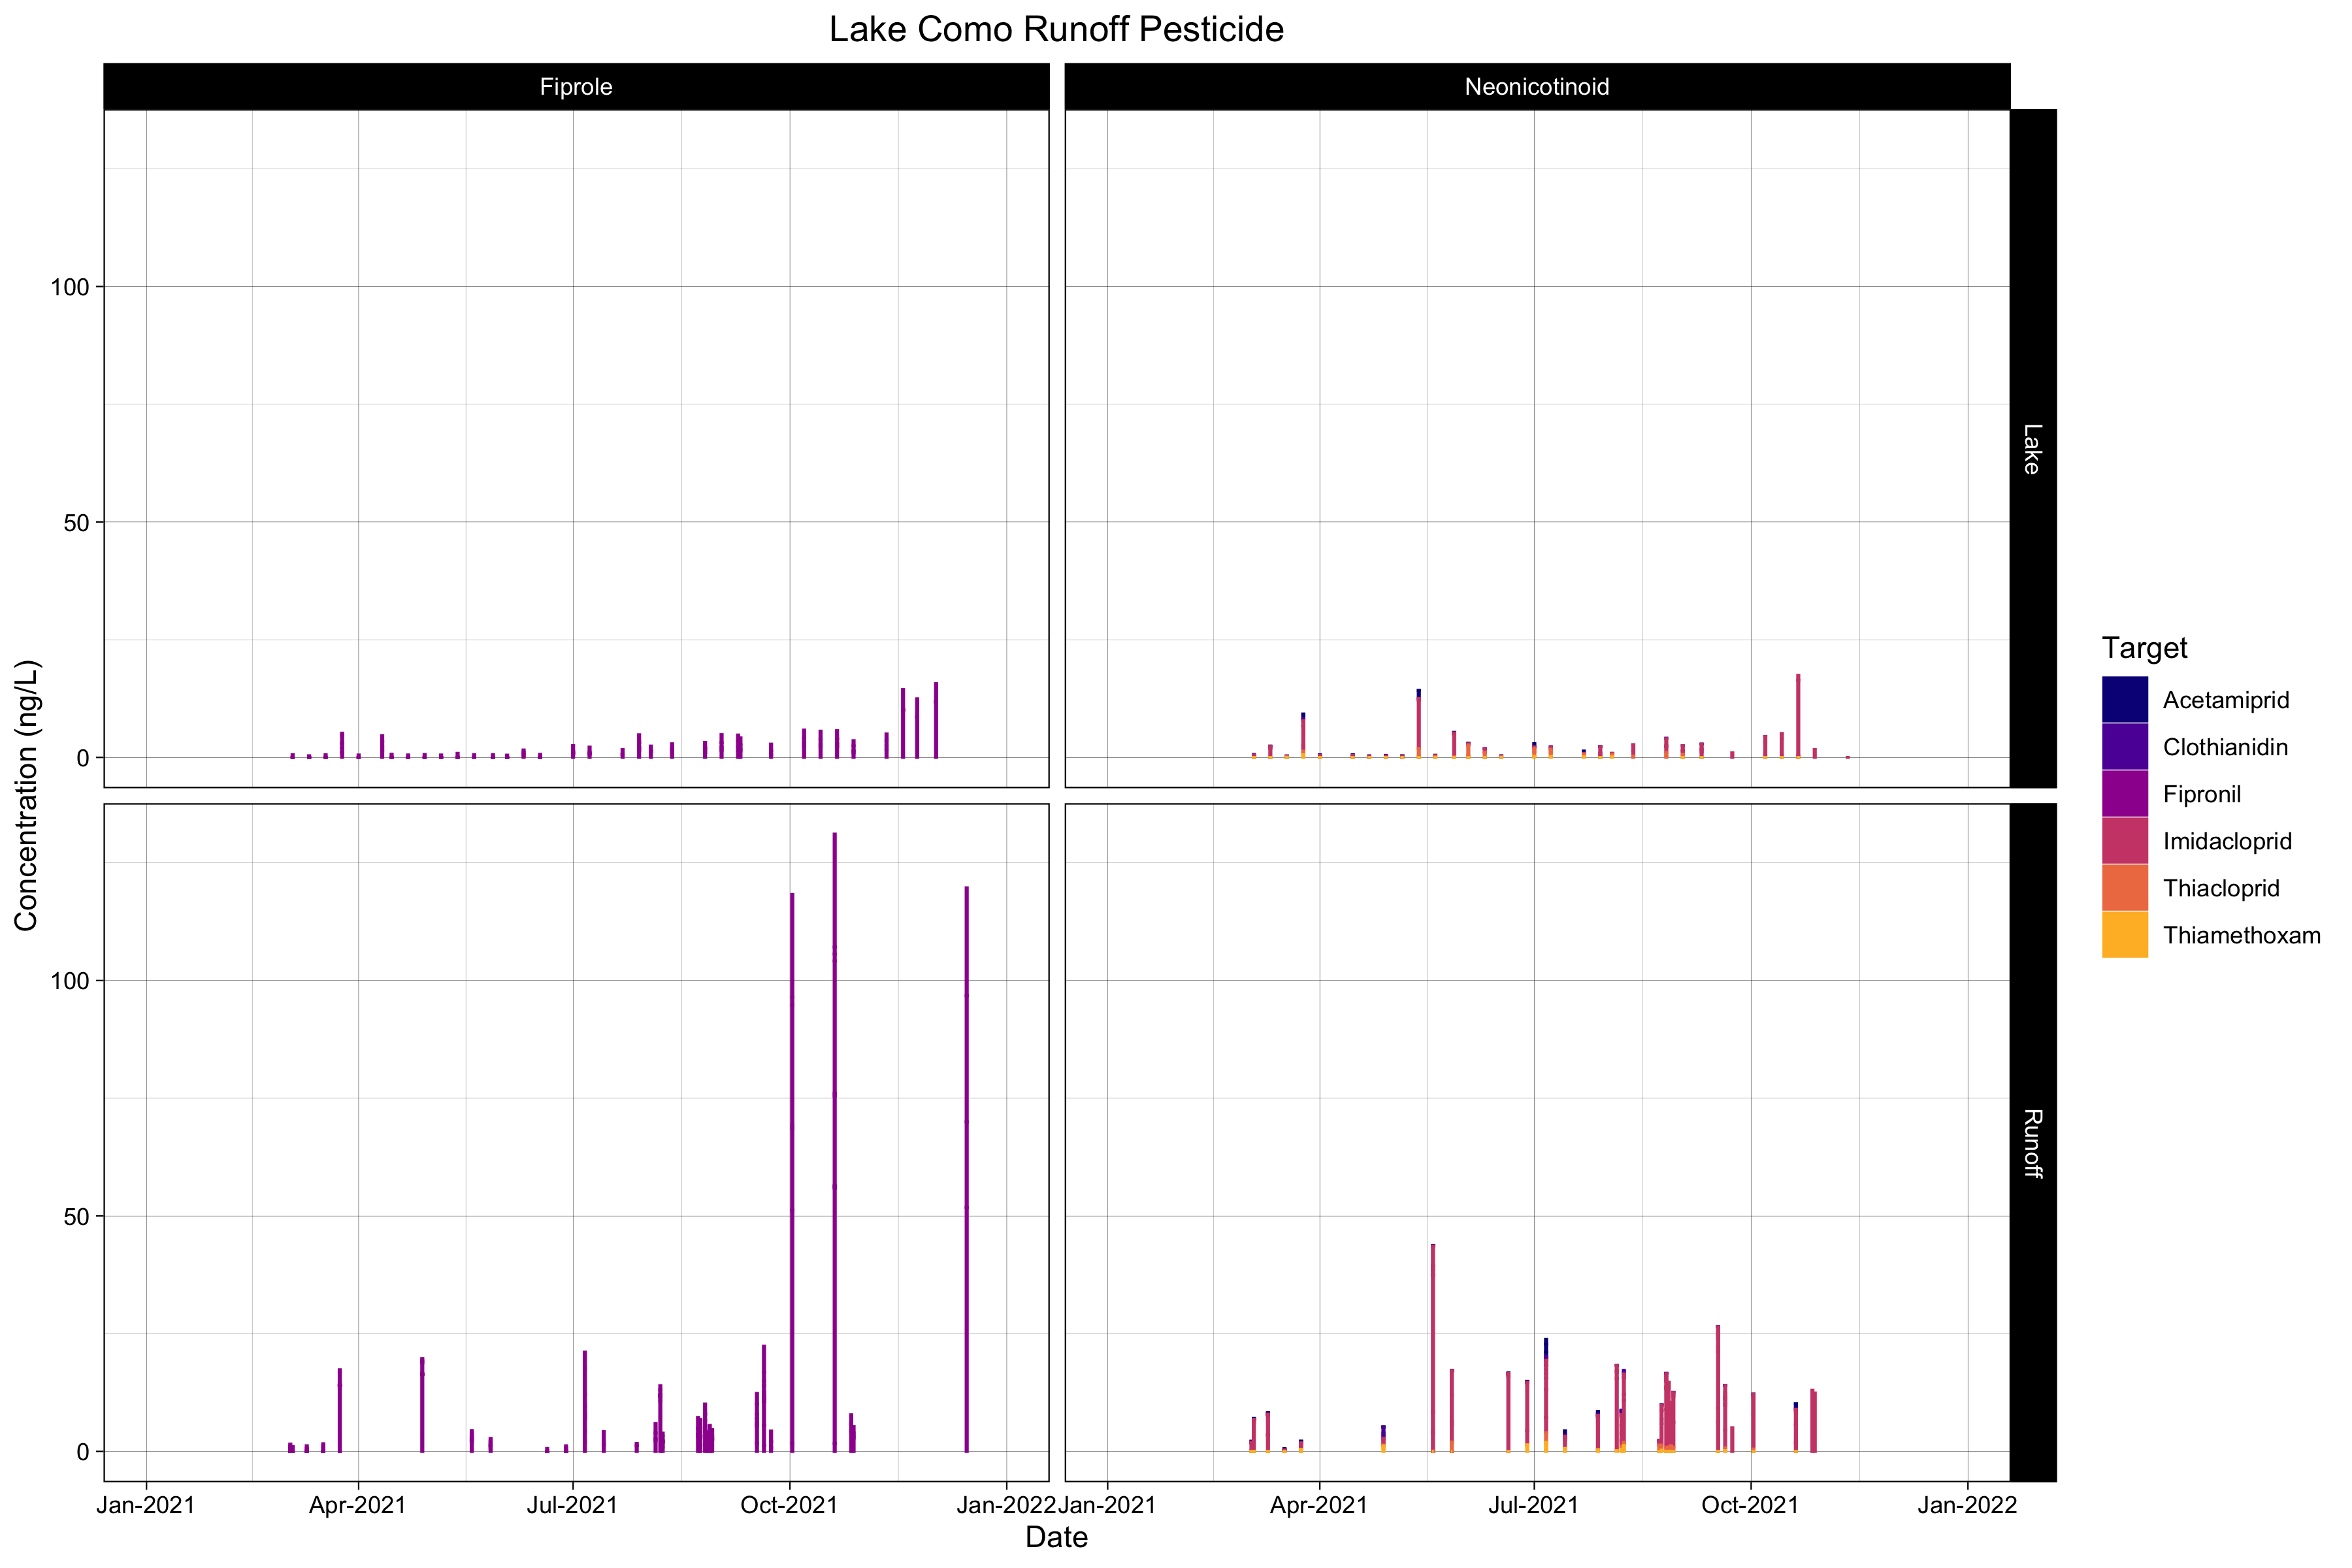 Lake Como Runoff Pesticide
Fiprole
Neonicotinoid
Lake
Runoff
Concentration (ng/L)
100
50
0
100
50
0
Jan-2021 Apr-2021 Jul-2021 Oct-2021 Jan-2022
Jan-2021 Apr-2021 Jul-2021 Oct-2021 Jan-2022
Date
Target
Acetamiprid
Clothianidin
Fipronil
Imidacloprid
Thiacloprid
Thiamethoxam